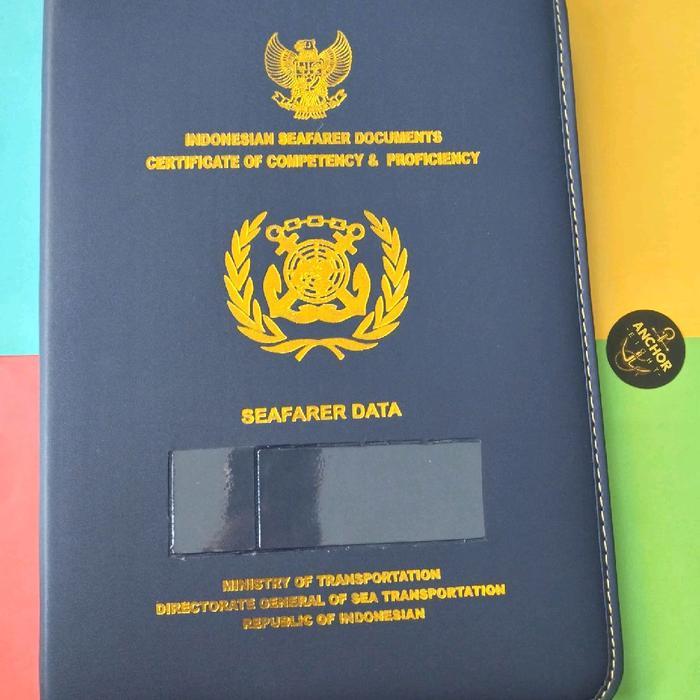 INDONESIAN SEAFARER DOCUMENTS
CERTIFICATE OF COMPETENCY & PROFICIENCY
SEAFARER DATA
MINISTRY OF TRANSPORTATION
DIRECTORATE GENERAL OF SEA TRANSPORTATION
REPUBLIC OF INDONESIAN
ANCHOR
EIGHT